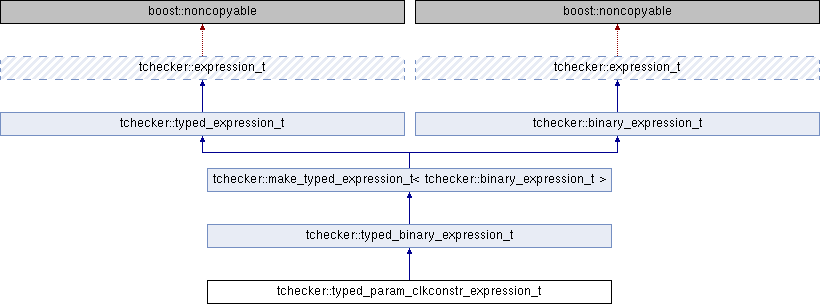 boost::noncopyable
boost::noncopyable
tchecker::expression_t
tchecker::expression_t
tchecker::typed_expression_t
tchecker::binary_expression_t
tchecker::make_typed_expression_t< tchecker::binary_expression_t >
tchecker::typed_binary_expression_t
tchecker::typed_param_clkconstr_expression_t